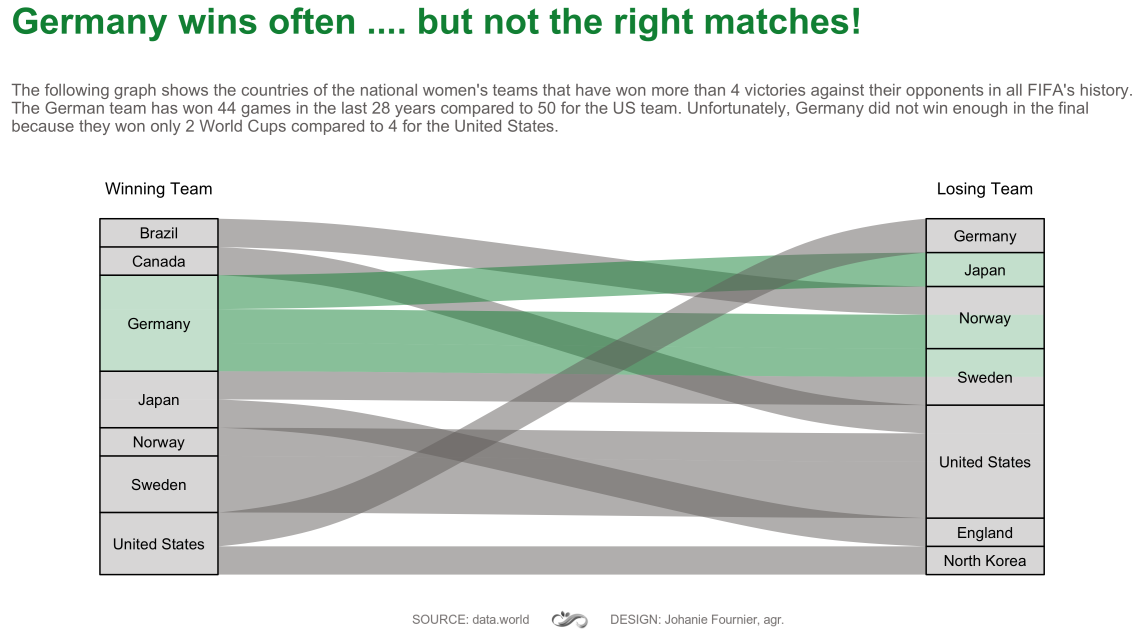 Germany wins often .... but not the right matches!
The following graph shows the countries of the national women's teams that have won more than 4 victories against their opponents in all FIFA's history.
The German team has won 44 games in the last 28 years compared to 50 for the US team. Unfortunately, Germany did not win enough in the final
because they won only 2 World Cups compared to 4 for the United States.
Winning Team
Losing Team
Brazil
Canada
Germany
Japan
Norway
Sweden
United States
Germany
Japan
Norway
Sweden
United States
England
North Korea
SOURCE: data.world
DESIGN: Johanie Fournier, agr.